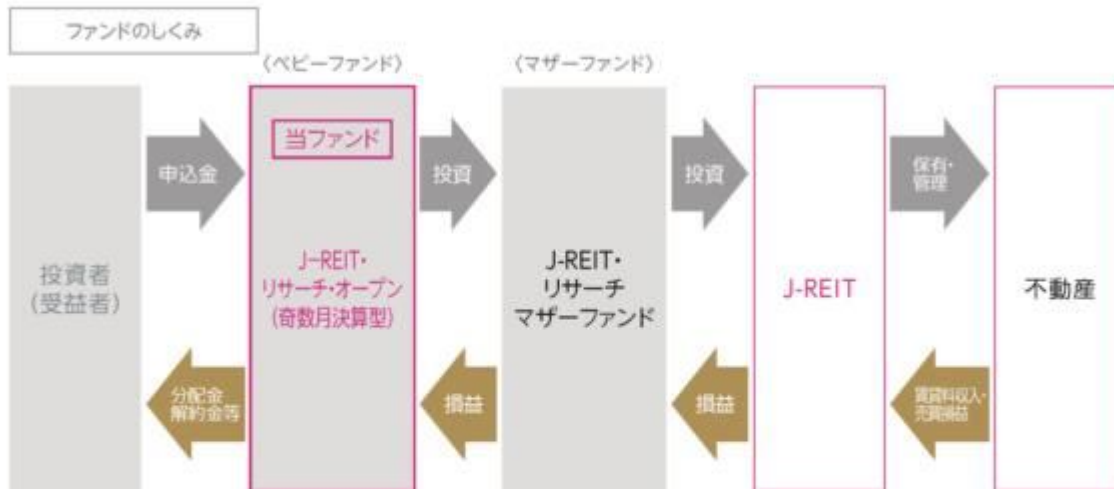 ファンドのしくみ
〈ベビーファンド〉
〈マザーファンド〉
投資者
(受益者)
申込金
分配金
解約金等
当ファンド
J-REIT・
リサーチ・オープン
(奇数月決算型)
投資
損益
J-REIT・
リサーチ
マザーファンド
投資
損益
J-REIT
保有・
管理
賃貸料収入・
売買損益
不動産